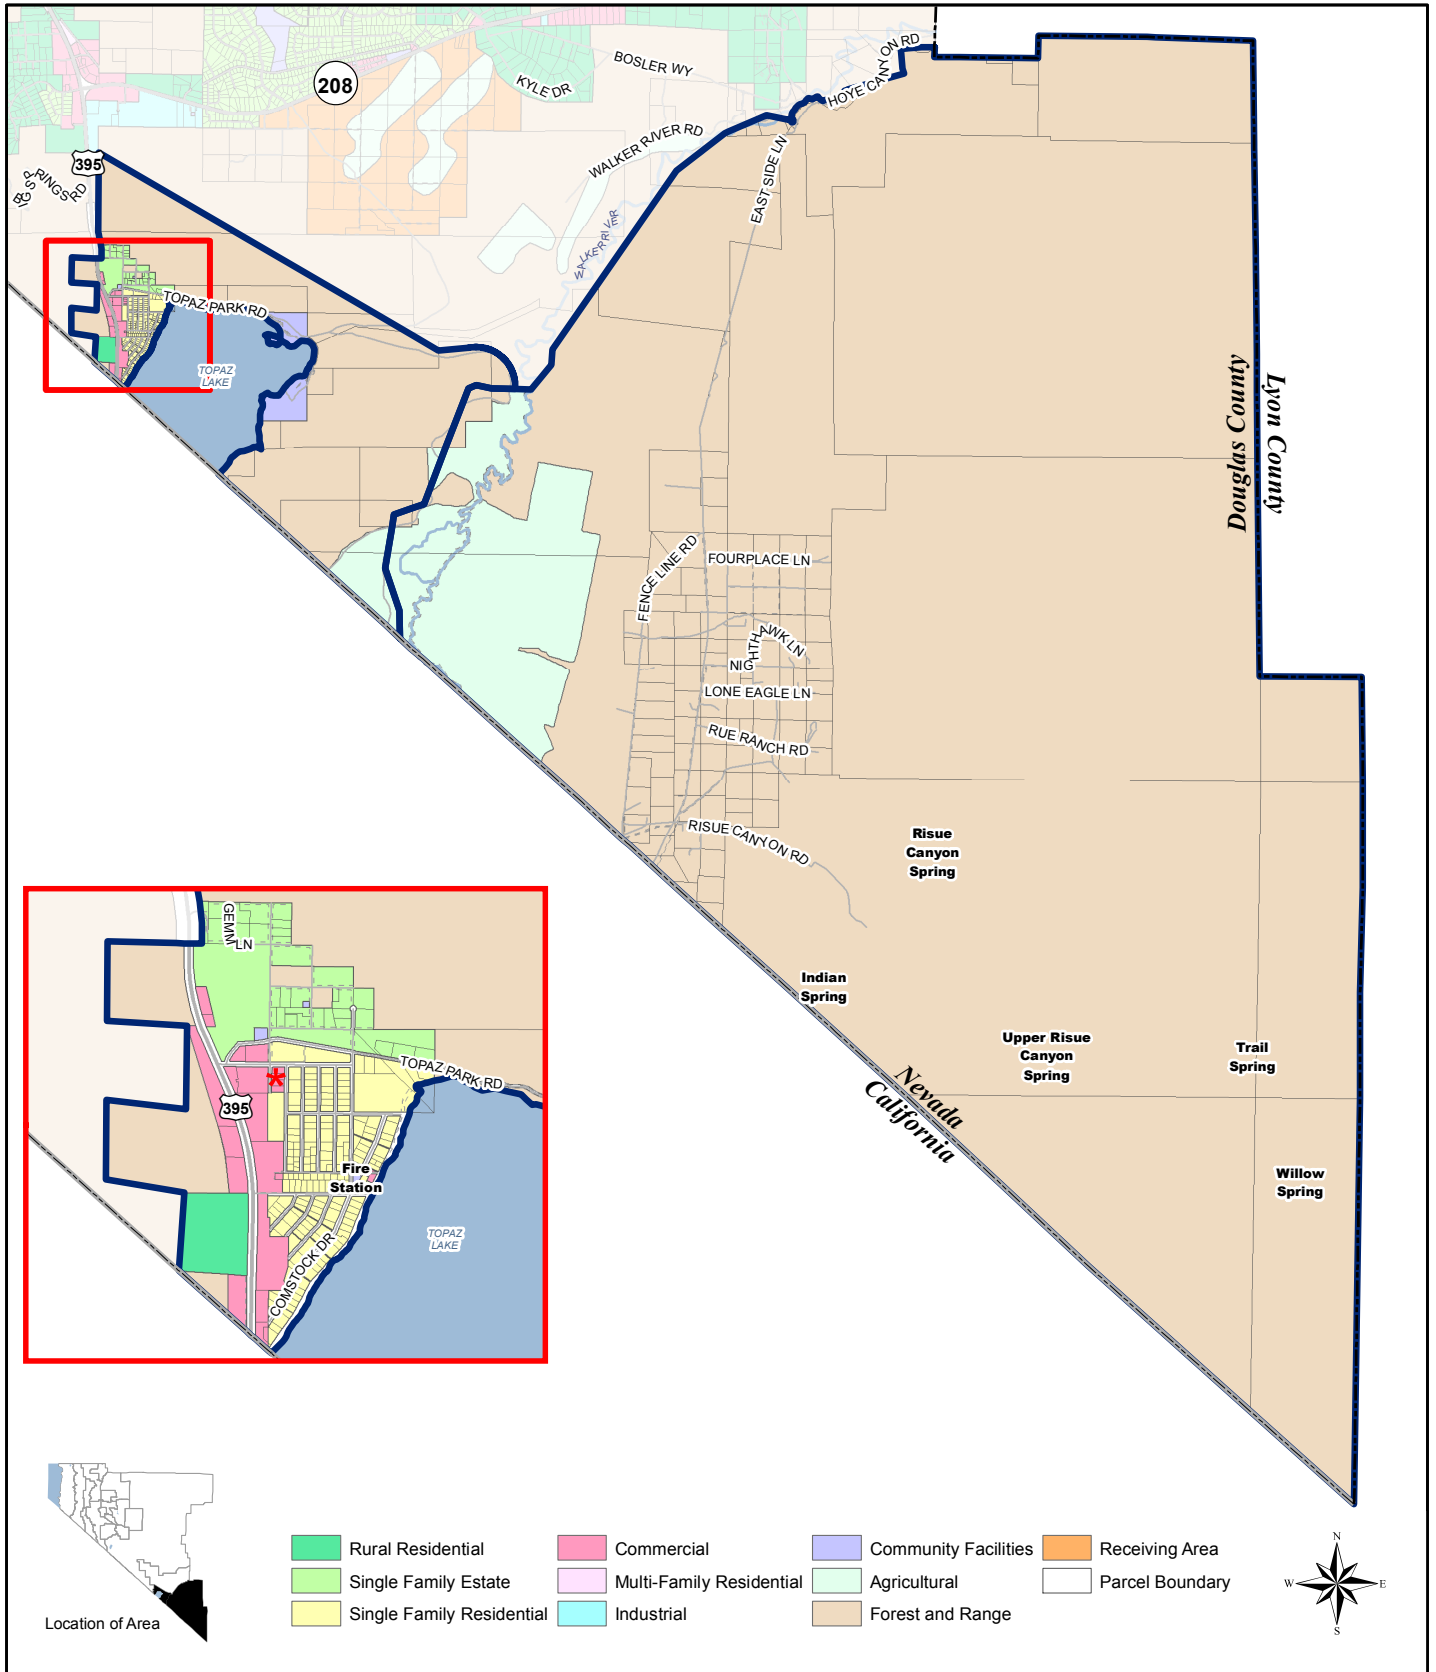 HOYE CANYON RD
BOSLER WY
208
KYLE DR
WALKER RIVER RD
395
EAST SIDE LN
BIG SPRINGS RD
WALKER RIVER
TOPAZ PARK RD
TOPAZ
LAKE
Douglas County
Lyon County
FENCE LINE RD
FOURPLACE LN
NIGHTHAWK LN
LONE EAGLE LN
RUE RANCH RD
RISUE CANYON RD
Risue
Canyon
Spring
GEMM LN
Indian
Spring
Upper Risue
Canyon
Spring
Trail
Spring
TOPAZ PARK RD
*
395
Nevada
California
Fire
Station
Willow
Spring
TOPAZ
LAKE
COMSTOCK DR
Location of Area
Rural Residential
Single Family Estate
Single Family Residential
Commercial
Multi-Family Residential
Industrial
Community Facilities
Agricultural
Forest and Range
Receiving Area
Parcel Boundary
N
W
E
S